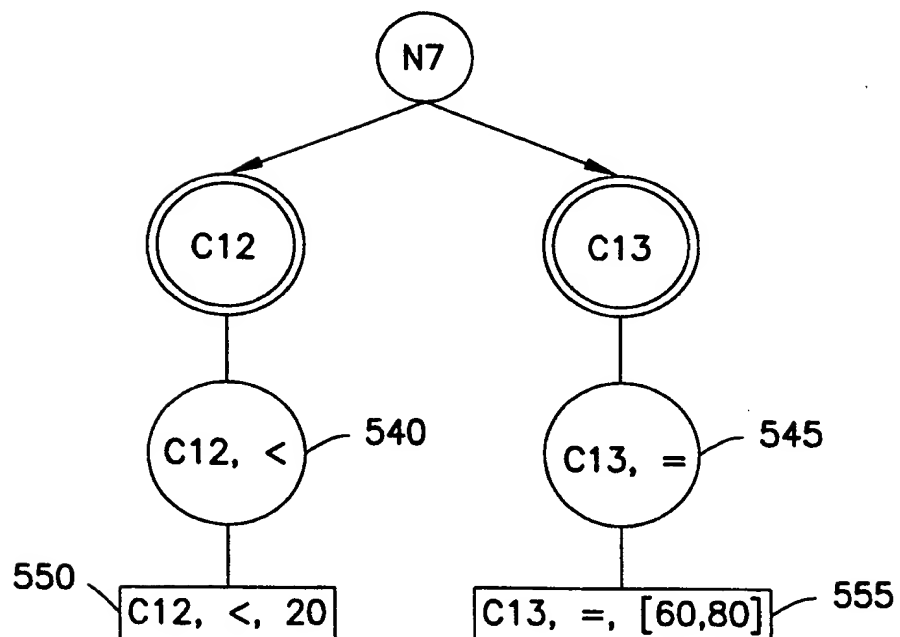 N7
C12
C13
C12, <
540
C13, =
545
550
C12, <, 20
C13, =, [60,80]
555